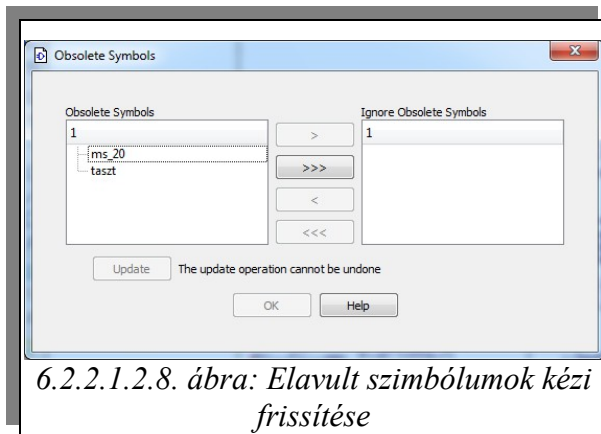 Obsolete Symbols
Obsolete Symbols
Ignore Obsolete Symbols
1
1
ms_20
taszt
>
>>>
<
<<<
Update
The update operation cannot be undone
OK
Help
6.2.2.1.2.8. ábra: Elavult szimbólumok kézi
frissítése